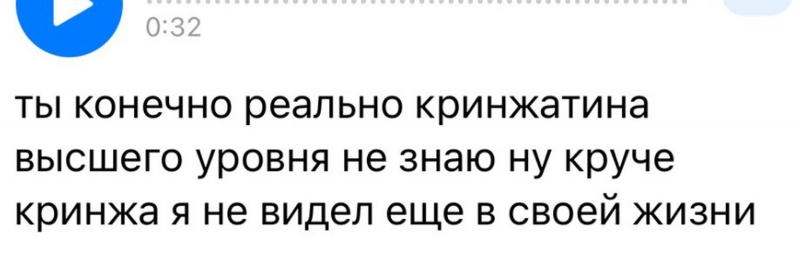 0:32
ты конечно реально кринжатина
высшего уровня не знаю ну круче
кринжа я не видел еще в своей жизни